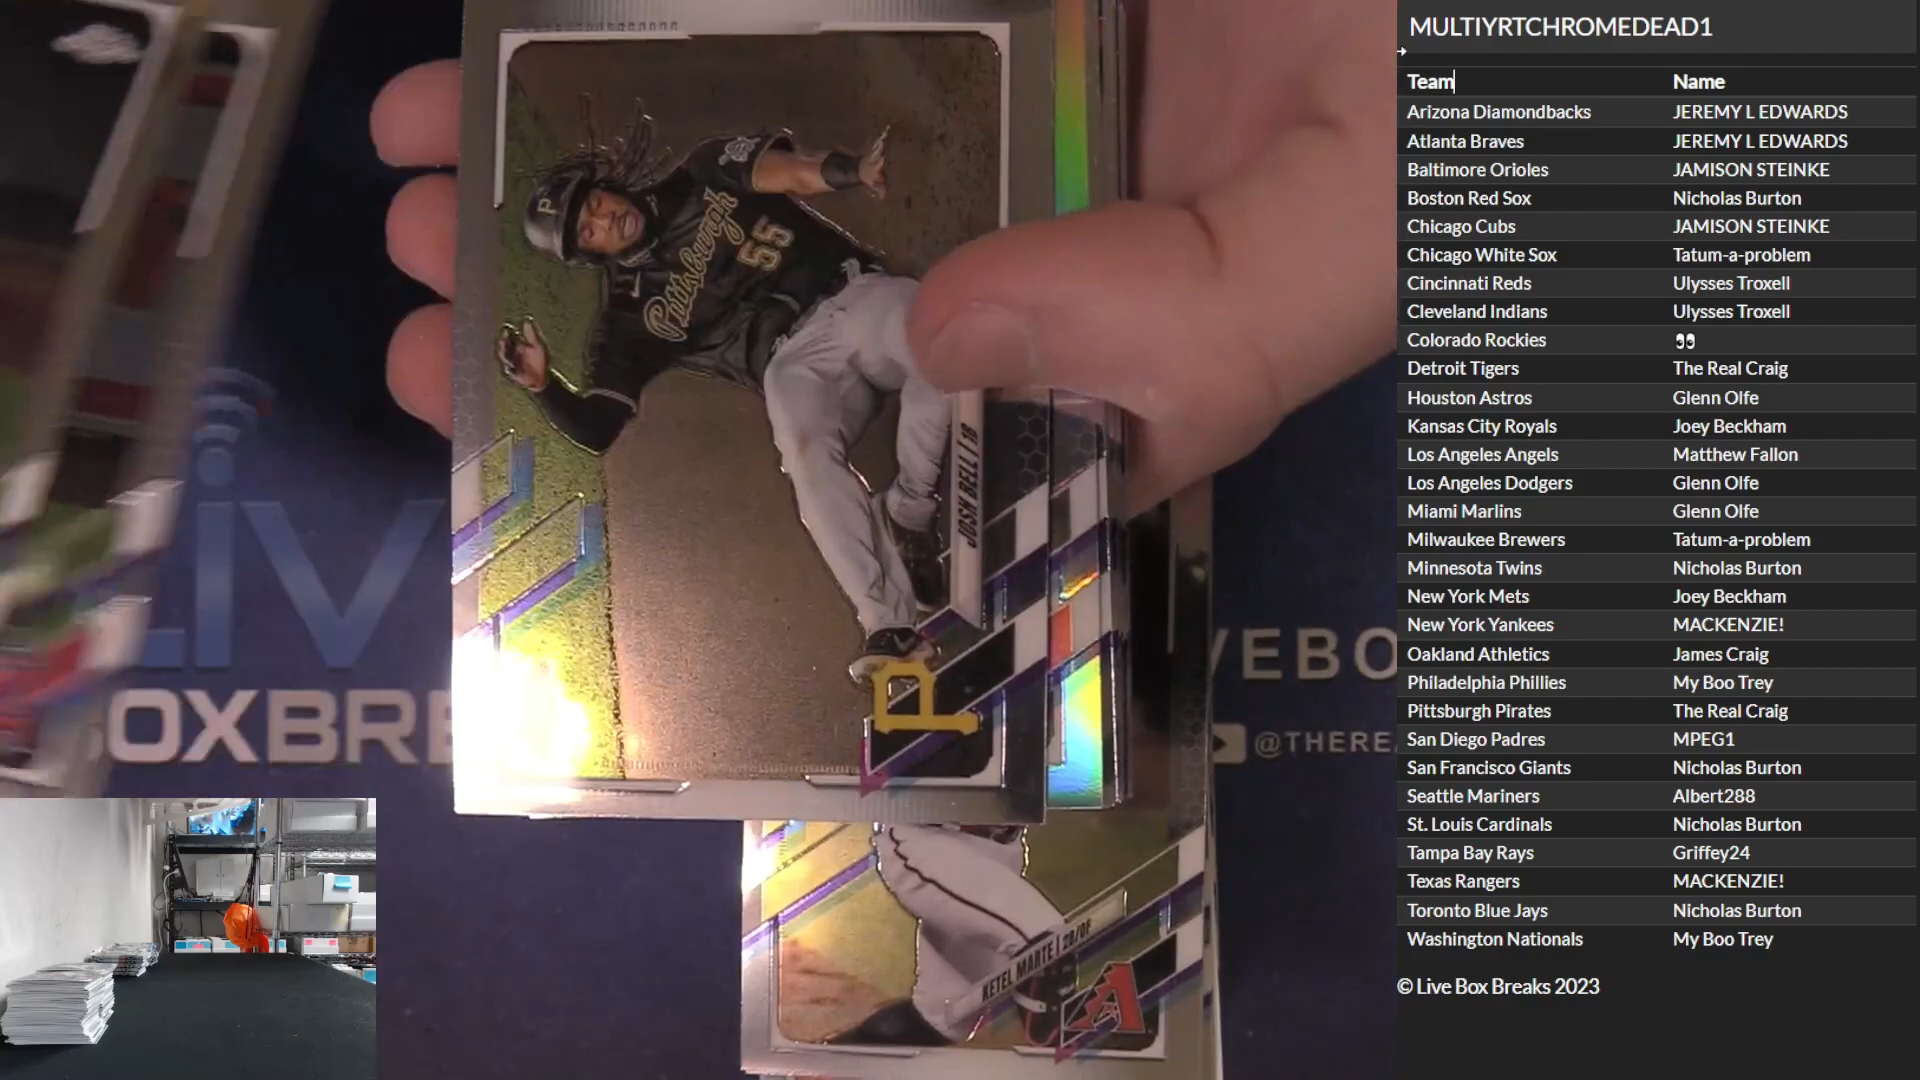 MULTIYRTCHROMEDEAD1
Team Name
Arizona Diamondbacks JEREMY L EDWARDS
Atlanta Braves JEREMY L EDWARDS
Baltimore Orioles JAMISON STEINKE
Boston Red Sox Nicholas Burton
Chicago Cubs JAMISON STEINKE
Chicago White Sox Tatum-a-problem
Cincinnati Reds Ulysses Troxell
Cleveland Indians Ulysses Troxell
Colorado Rockies 👀
Detroit Tigers The Real Craig
Houston Astros Glenn Olfe
Kansas City Royals Joey Beckham
Los Angeles Angels Matthew Fallon
Los Angeles Dodgers Glenn Olfe
Miami Marlins Glenn Olfe
Milwaukee Brewers Tatum-a-problem
Minnesota Twins Nicholas Burton
New York Mets Joey Beckham
New York Yankees MACKENZIE!
Oakland Athletics James Craig
Philadelphia Phillies My Boo Trey
Pittsburgh Pirates The Real Craig
San Diego Padres MPEG1
San Francisco Giants Nicholas Burton
Seattle Mariners Albert288
St. Louis Cardinals Nicholas Burton
Tampa Bay Rays Griffey24
Texas Rangers MACKENZIE!
Toronto Blue Jays Nicholas Burton
Washington Nationals My Boo Trey
© Live Box Breaks 2023
P
Pittsburgh
55
JOSH BELL | 1B
P
KETEL MARTE | 2B/OF
A
LIV
OXBRE
VEBO
@THEREA